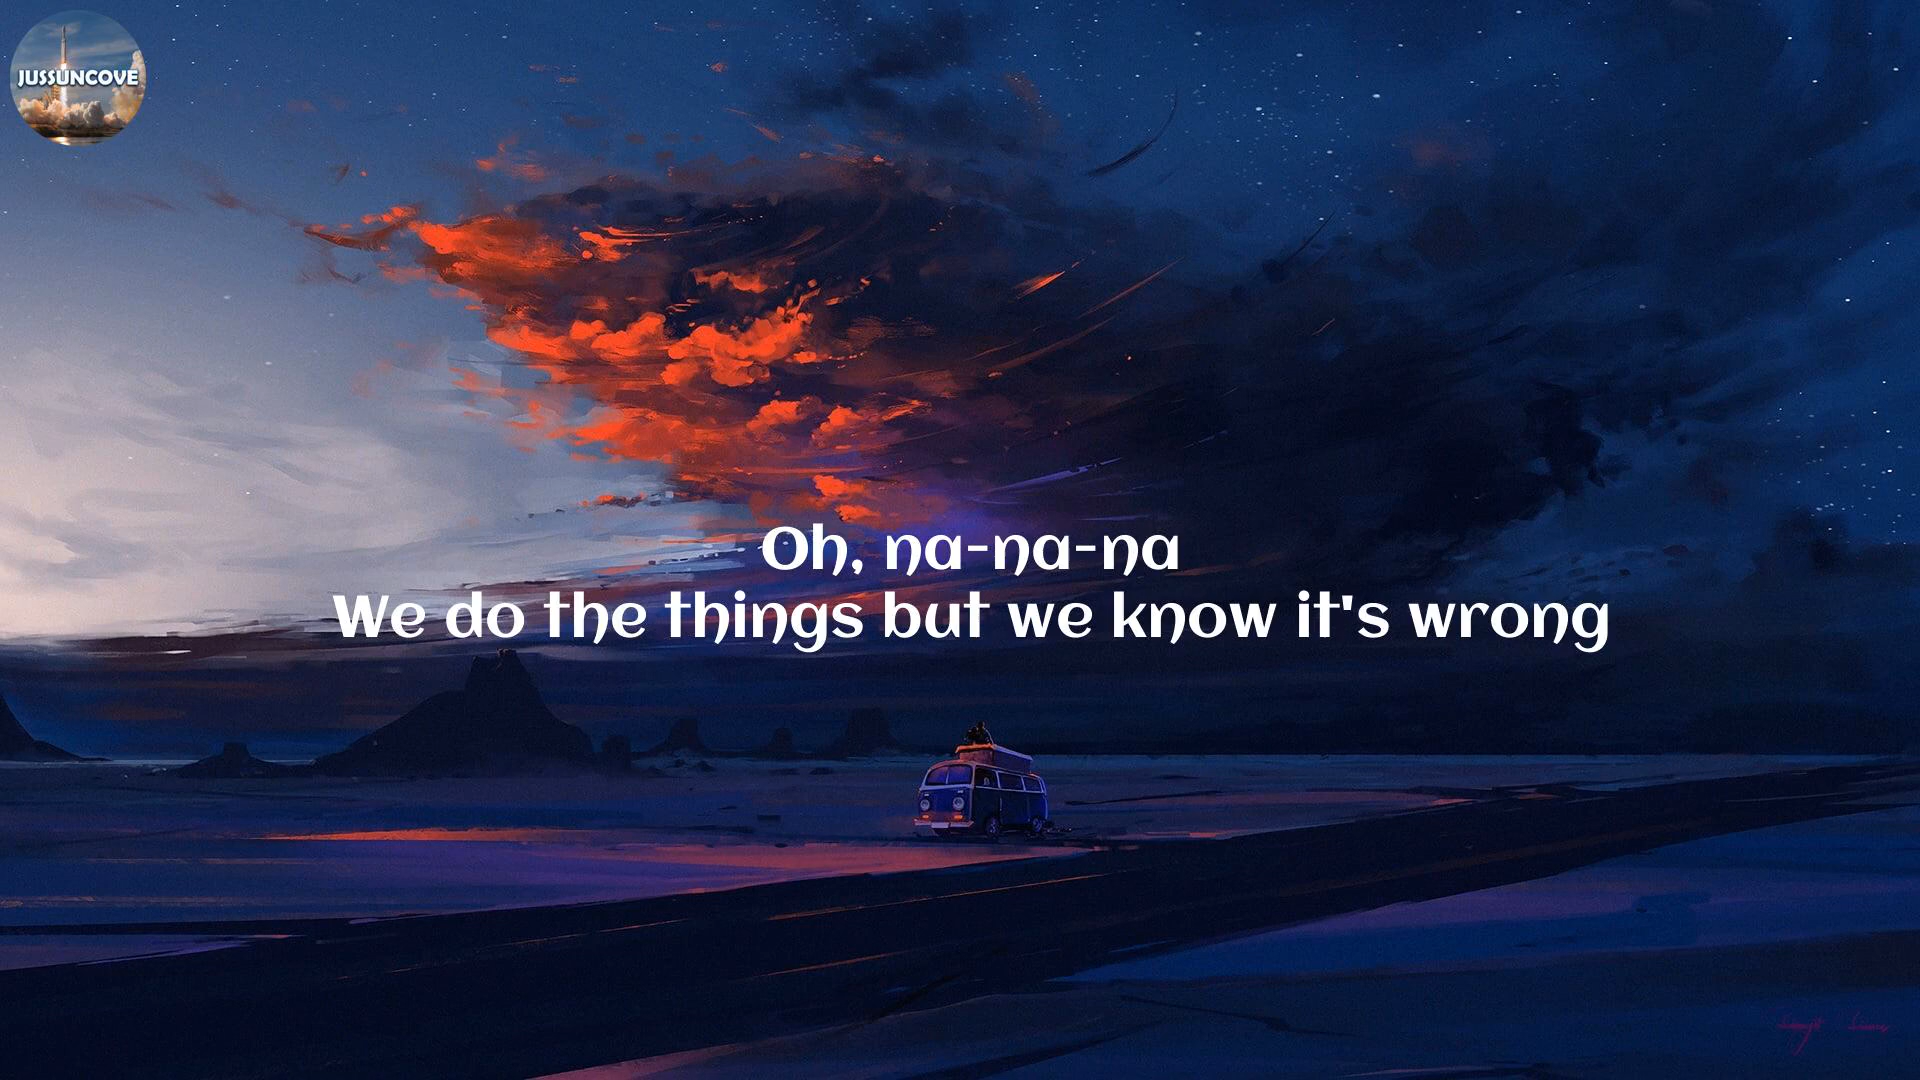 JUSSUNCOVE
Oh, na-na-na
We do the things but we know it's wrong